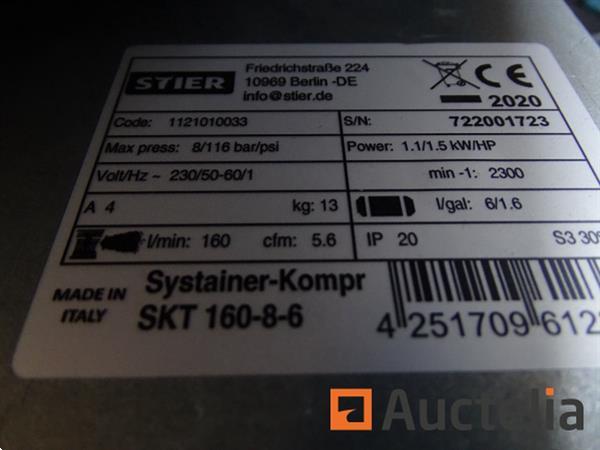 STIER
Friedrichstraße 224
10969 Berlin -DE
info@stier.de
CE
2020
Code: 1121010033
S/N: 722001723
Max press: 8/116 bar/psi
Power: 1.1/1.5 kW/HP
Volt/Hz ~ 230/50-60/1
min -1: 2300
A 4 kg: 13
l/gal: 6/1.6
l/min: 160 cfm: 5.6
IP 20 S3
MADE IN
ITALY
Systainer-Kompr
SKT 160-8-6
4 251709 612
Auctelia